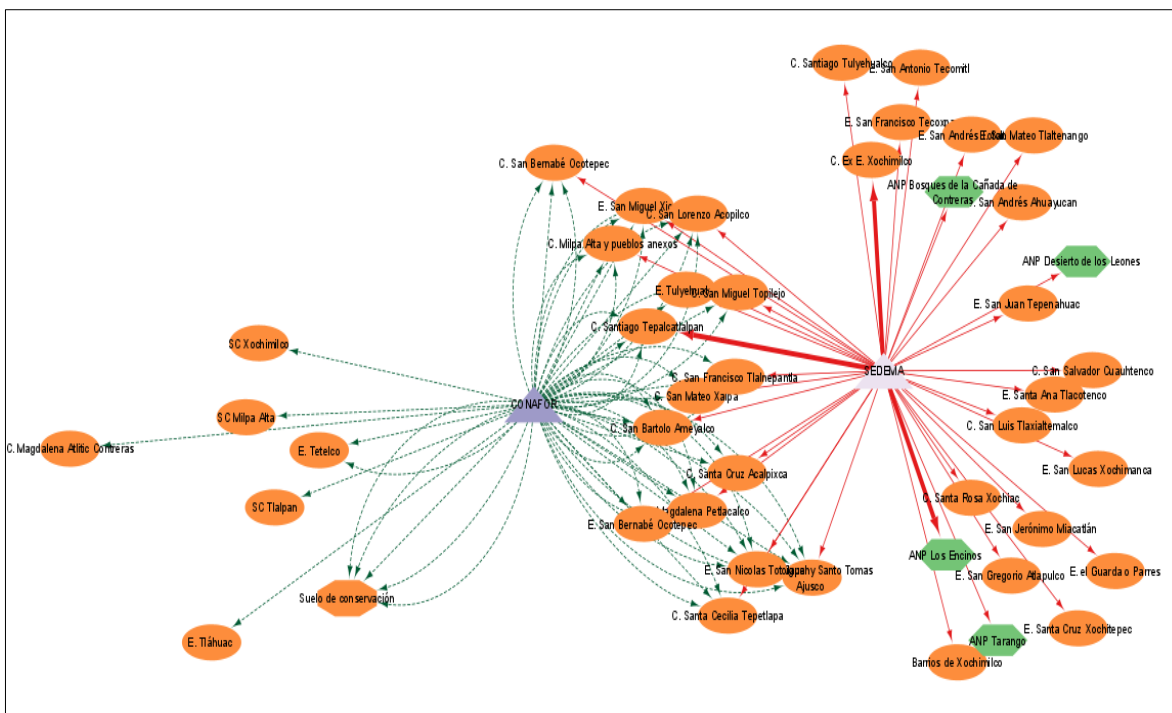 C. Santiago Tulyehualco
E. San Antonio Tecomitl
E. San Francisco
E. San Andrés
Mateo Tlaltenango
C. San Bernabé Ocotepec
C. Ex E. Xochimilco
ANP Bosques de la Cañada de
Contreras
San Andrés Ahuayucan
E. San Miguel
C. San Lorenzo Acopilco
C. Milpa Alta y pueblos anexos
ANP Desierto de los Leones
E. Tulyehualc
San Miguel Topilejo
E. San Juan Tepenahuac
C. Santiago Tepalcatlalpan
SC Xochimilco
SEDEMA
C. San Salvador Cuauhtenco
C. San Francisco Tlalnepantla
E. Santa Ana Tlacotenco
C. San Mateo Xalpa
CONAFOR
SC Milpa Alta
C. San Bartolo Ameyalco
C. San Luis Tlaxialtemalco
C. Magdalena Atlitic Contreras
E. Tetelco
C. Santa Cruz Acalpixca
E. San Lucas Xochimanca
SC Tlalpan
C. Santa Rosa Xochiac
Magdalena Petlacalco
E. San Bernabé Ocotepec
E. San Jerónimo Miacatlán
ANP Los Encinos
E. San Nicolas
y Santo Tomas
Ajusco
E. San Gregorio Atlapulco
E. el Guarda o Parres
Suelo de conservación
C. Santa Cecilia Tepetlapa
E. Santa Cruz Xochitepec
E. Tláhuac
ANP Tarango
Barrios de Xochimilco